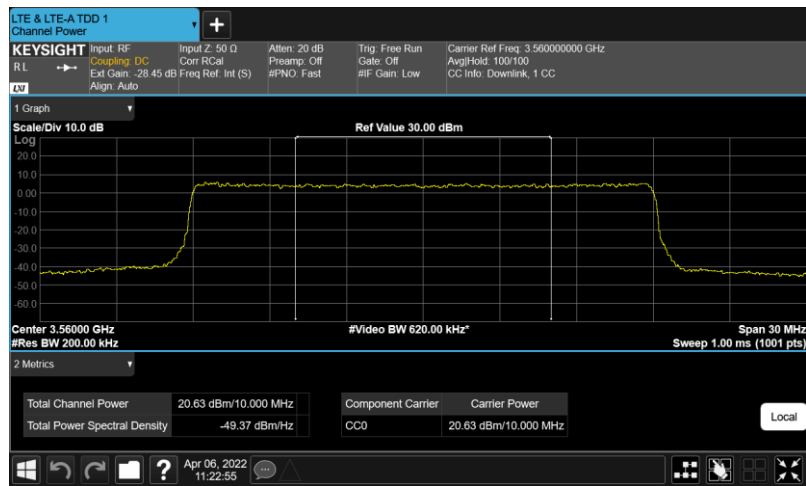 LTE & LTE-A TDD 1
Channel Power
KEYSIGHT
RL
LXI
Input: RF
Coupling: DC
Ext Gain: -28.45 dB
Align: Auto
Input Z: 50 Ω
Corr RCal
Freq Ref: Int (S)
Atten: 20 dB
Preamp: Off
#PNO: Fast
Trig: Free Run
Gate: Off
#IF Gain: Low
Carrier Ref Freq: 3.560000000 GHz
Avg|Hold: 100/100
CC Info: Downlink, 1 CC
1 Graph
Scale/Div 10.0 dB
Ref Value 30.00 dBm
Log
20.0
10.0
0.00
-10.0
-20.0
-30.0
-40.0
-50.0
-60.0
Center 3.56000 GHz
#Video BW 620.00 kHz*
Span 30 MHz
#Res BW 200.00 kHz
Sweep 1.00 ms (1001 pts)
2 Metrics
Total Channel Power 20.63 dBm/10.000 MHz
Total Power Spectral Density -49.37 dBm/Hz
Component Carrier Carrier Power
CC0 20.63 dBm/10.000 MHz
Local
?
Apr 06, 2022
11:22:55